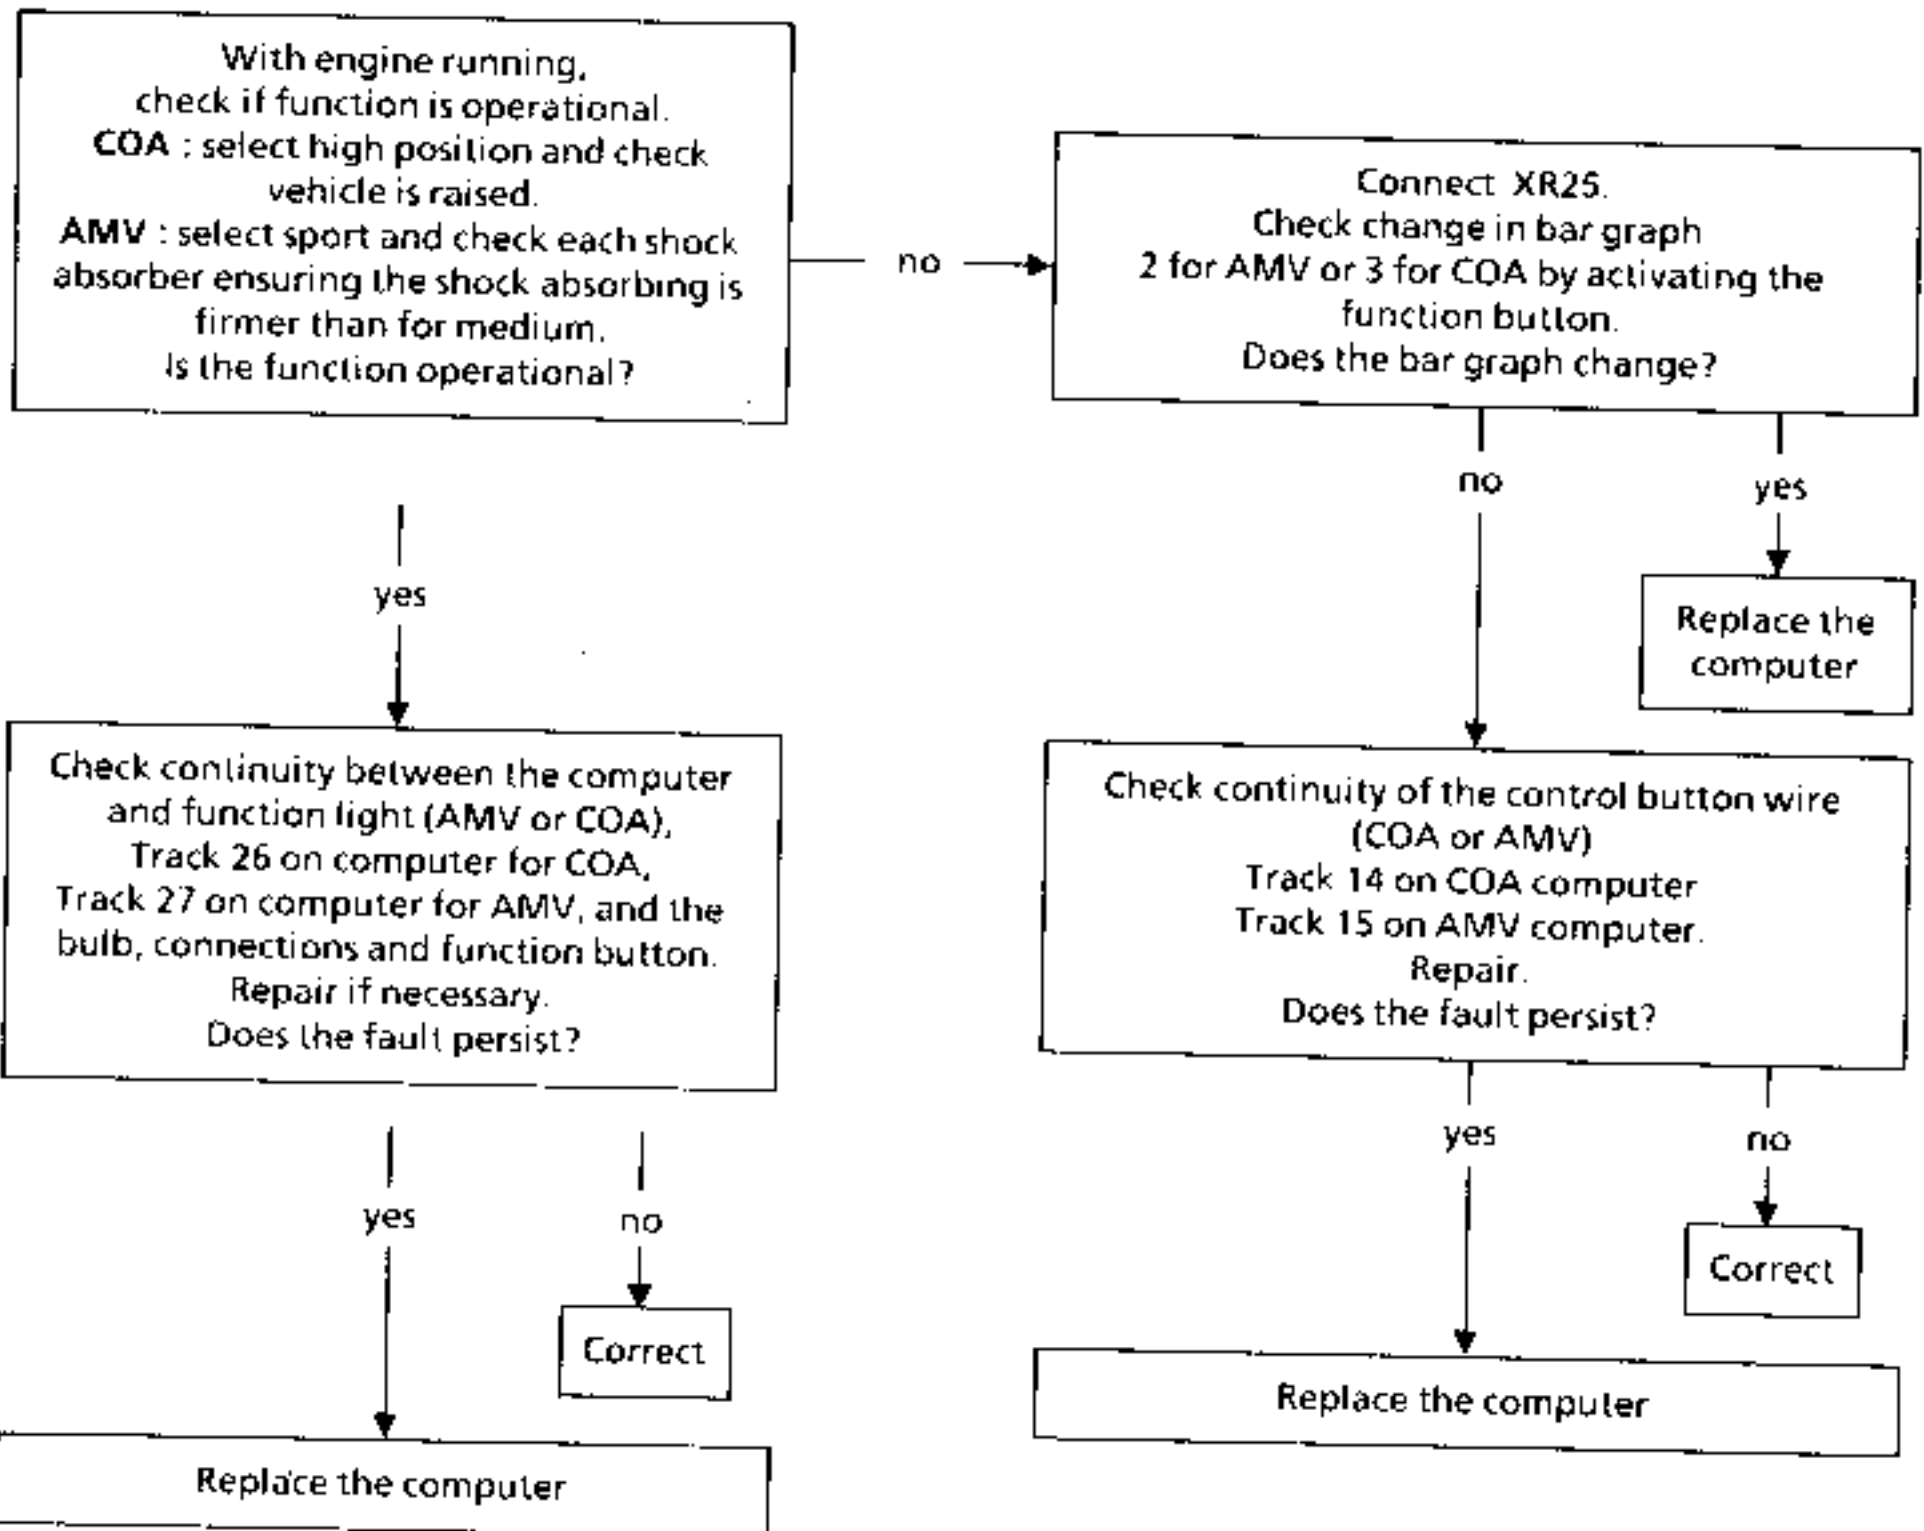 With engine running,
check if function is operational.
COA : select high position and check
vehicle is raised.
AMV : select sport and check each shock
absorber ensuring the shock absorbing is
firmer than for medium.
Is the function operational?
no
Connect XR25.
Check change in bar graph
2 for AMV or 3 for COA by activating the
function button.
Does the bar graph change?
no
yes
yes
Replace the
computer
Check continuity between the computer
and function light (AMV or COA),
Track 26 on computer for COA,
Track 27 on computer for AMV, and the
bulb, connections and function button.
Repair if necessary.
Does the fault persist?
Check continuity of the control button wire
(COA or AMV)
Track 14 on COA computer
Track 15 on AMV computer.
Repair.
Does the fault persist?
yes
no
yes
no
Correct
Correct
Replace the computer
Replace the computer